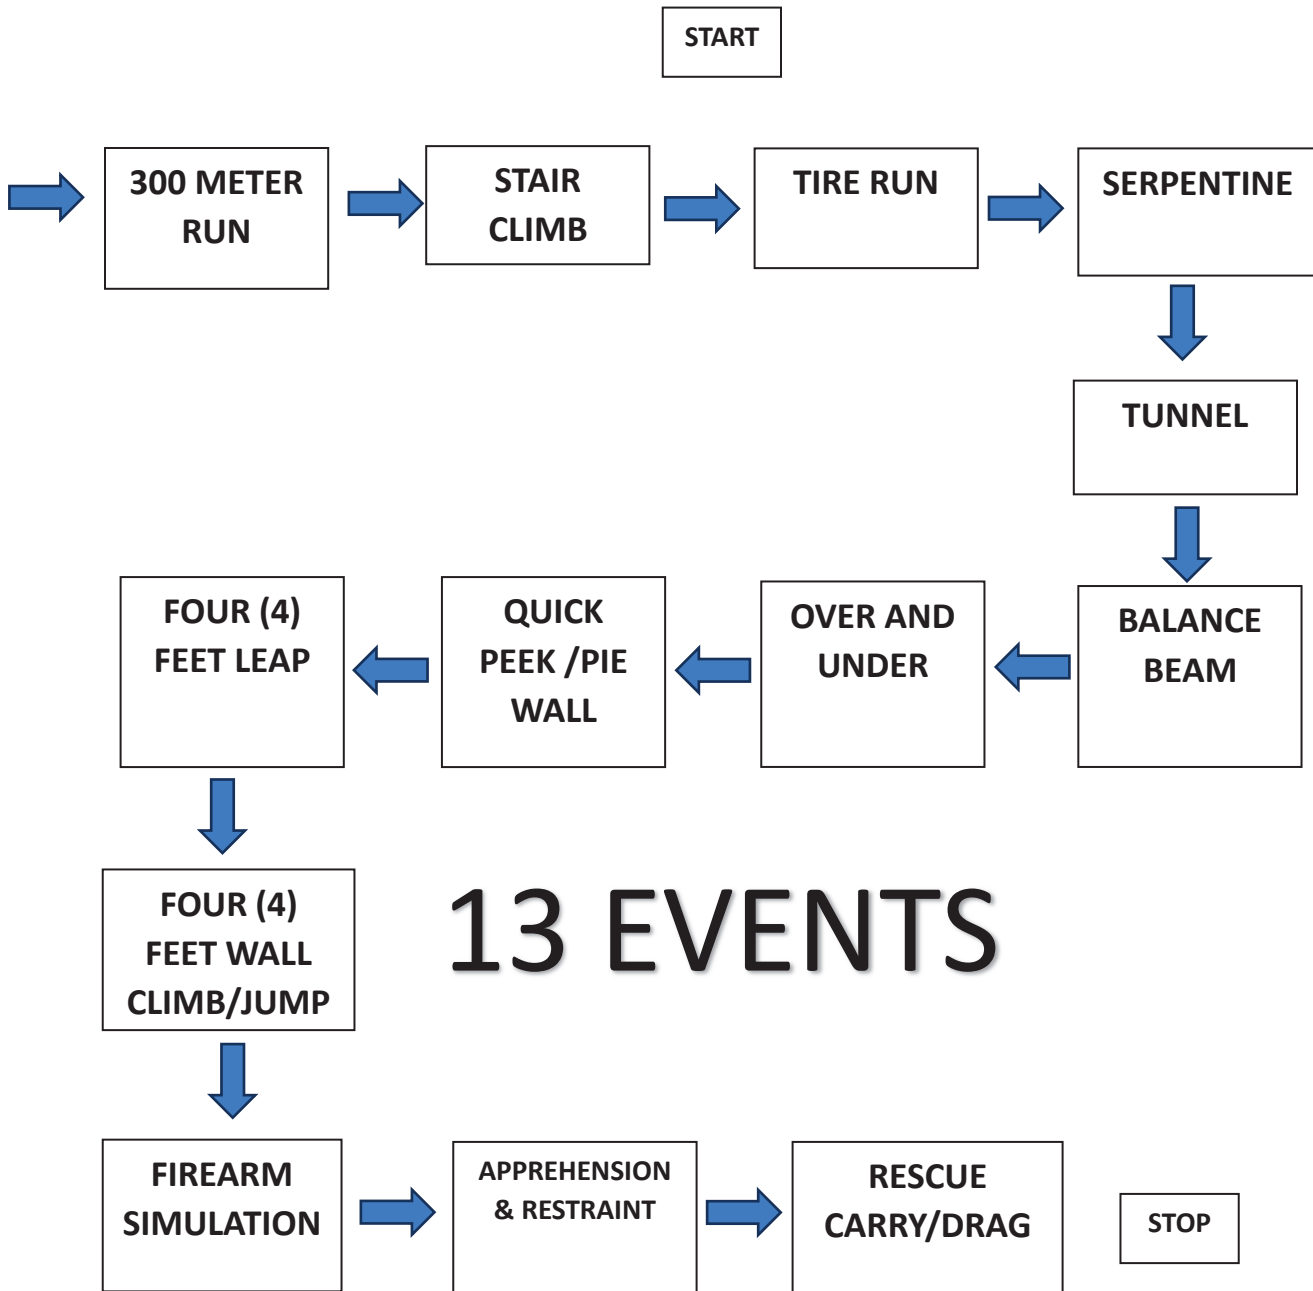 START
300 METER
RUN
STAIR
CLIMB
TIRE RUN
SERPENTINE
TUNNEL
BALANCE
BEAM
OVER AND
UNDER
QUICK
PEEK /PIE
WALL
FOUR (4)
FEET LEAP
FOUR (4)
FEET WALL
CLIMB/JUMP
13 EVENTS
FIREARM
SIMULATION
APPREHENSION
& RESTRAINT
RESCUE
CARRY/DRAG
STOP